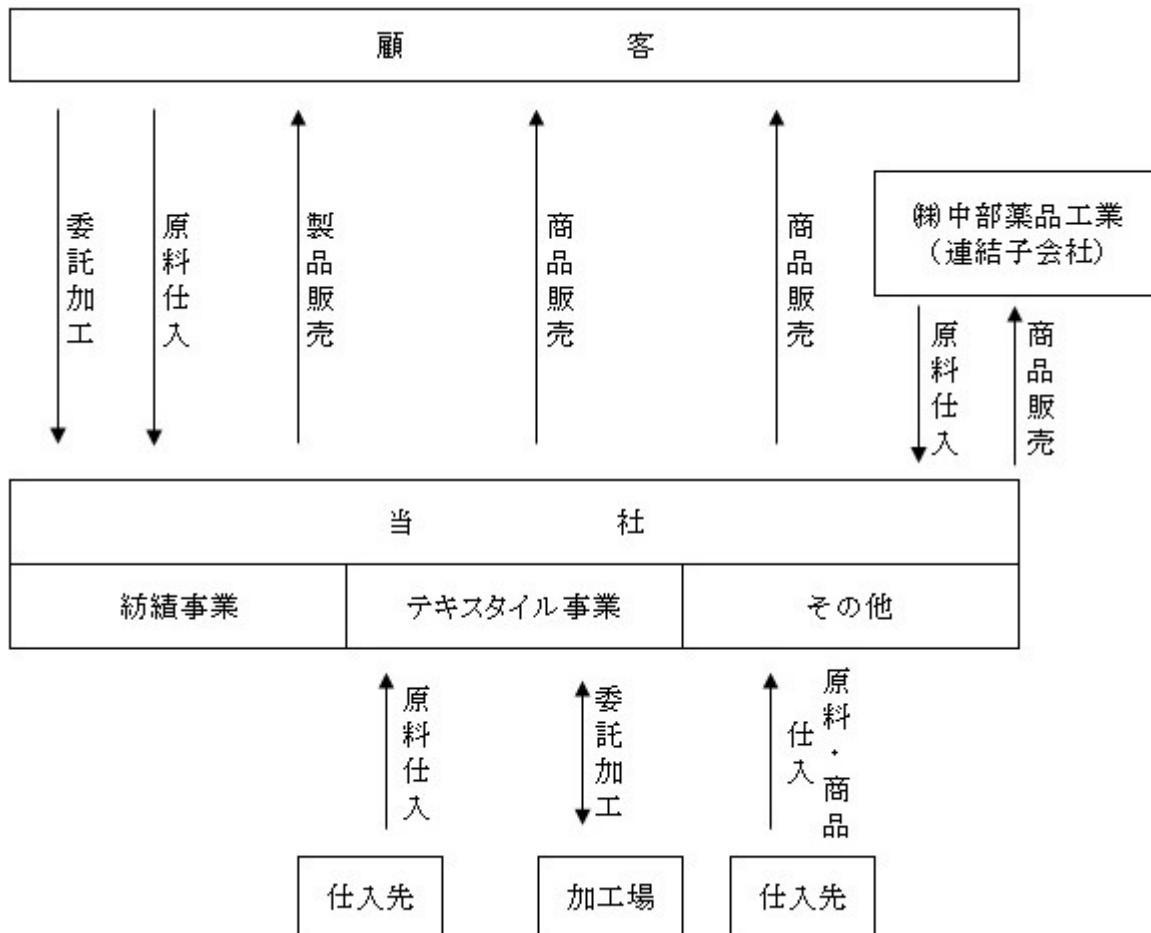 顧客
委託加工
原料仕入
製品販売
商品販売
商品販売
㈱中部薬品工業
(連結子会社)
原料仕入
商品販売
当社
紡績事業
テキスタイル事業
その他
原料仕入
委託加工
原料・商品
仕入
仕入先
加工場
仕入先